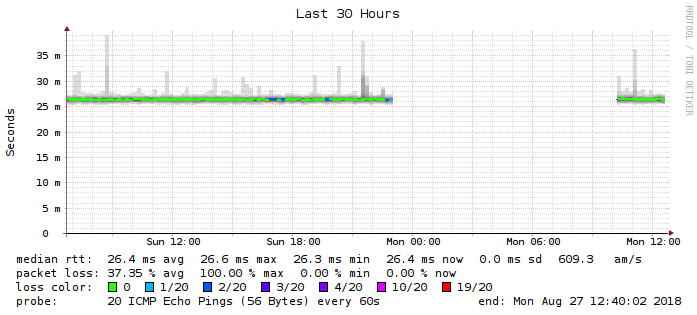 Last 30 Hours
RRDTOOL / TOBI OETIKER
Seconds
35 m
30 m
25 m
20 m
15 m
10 m
5 m
0
Sun 12:00 Sun 18:00 Mon 00:00 Mon 06:00 Mon 12:00
median rtt: 26.4 ms avg 26.6 ms max 26.3 ms min 26.4 ms now 0.0 ms sd 609.3 am/s
packet loss: 37.35 % avg 100.00 % max 0.00 % min 0.00 % now
loss color: 0 1/20 2/20 3/20 4/20 10/20 19/20
probe: 20 ICMP Echo Pings (56 Bytes) every 60s end: Mon Aug 27 12:40:02 2018